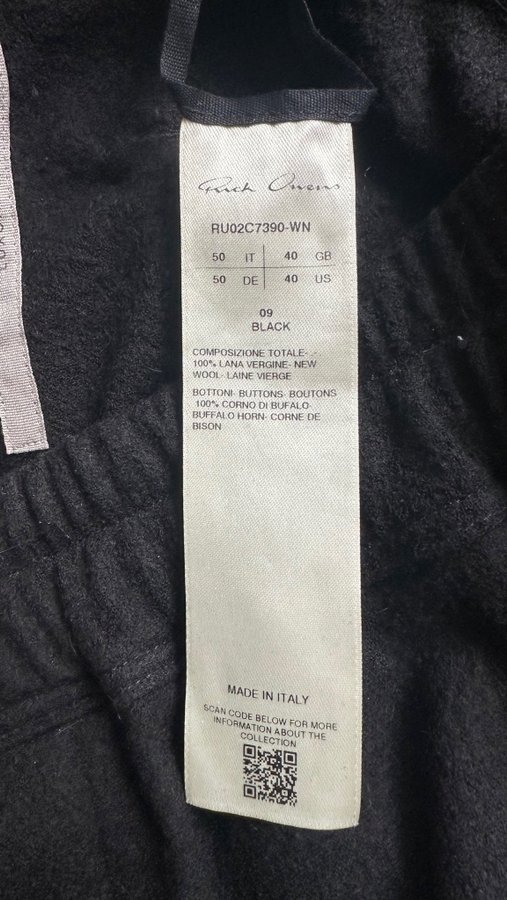 Rick Owens
RU02C7390-WN
50 IT 40 GB
50 DE 40 US
09
BLACK
COMPOSIZIONE TOTALE- .-
100% LANA VERGINE- NEW
WOOL- LAINE VIERGE
BOTTONI- BUTTONS- BOUTONS
100% CORNO DI BUFALO-
BUFFALO HORN- CORNE DE
BISON
MADE IN ITALY
SCAN CODE BELOW FOR MORE
INFORMATION ABOUT THE
COLLECTION